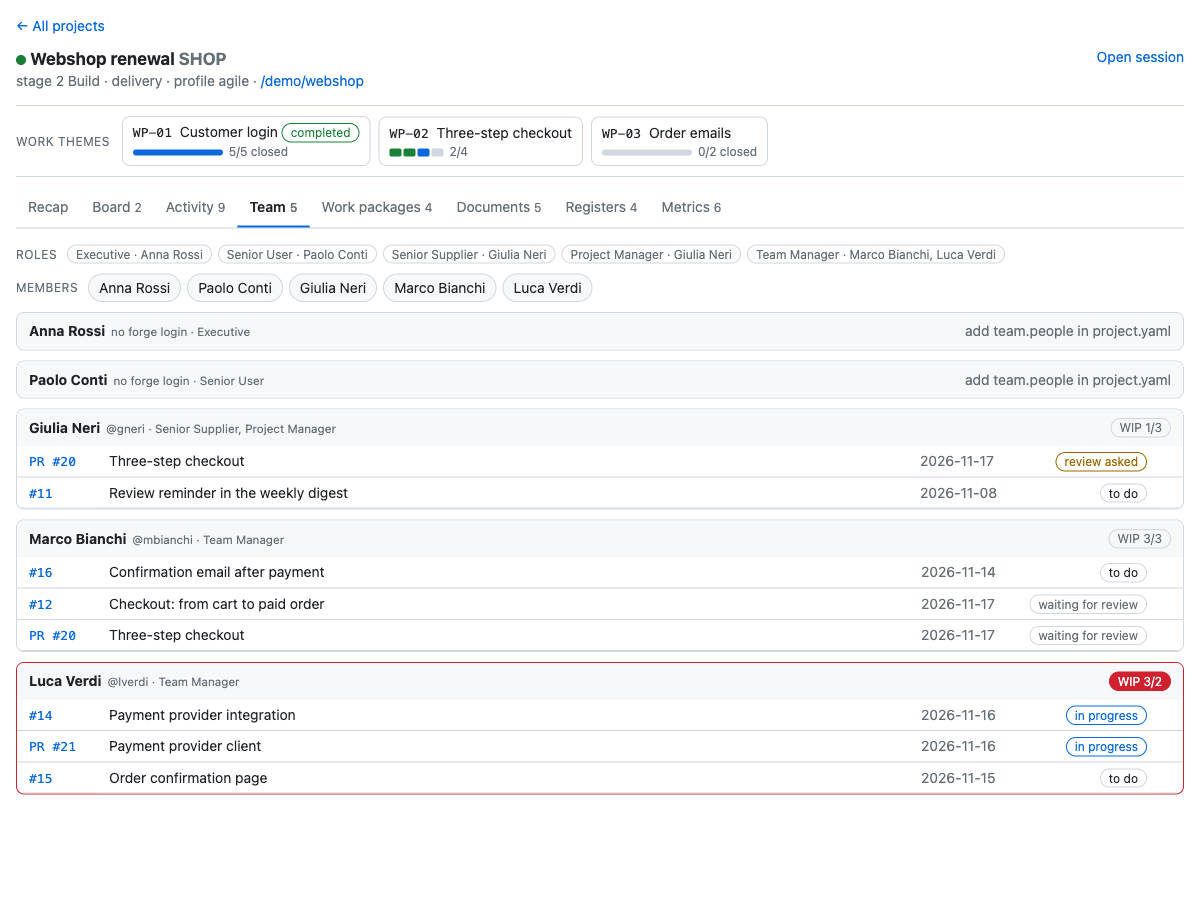 ← All projects
Webshop renewal SHOP
Open session
stage 2 Build · delivery · profile agile · /demo/webshop
WORK THEMES
WP-01 Customer login completed
5/5 closed
WP-02 Three-step checkout
2/4
WP-03 Order emails
0/2 closed
Recap Board 2 Activity 9 Team 5 Work packages 4 Documents 5 Registers 4 Metrics 6
ROLES Executive · Anna Rossi Senior User · Paolo Conti Senior Supplier · Giulia Neri Project Manager · Giulia Neri Team Manager · Marco Bianchi, Luca Verdi
MEMBERS Anna Rossi Paolo Conti Giulia Neri Marco Bianchi Luca Verdi
Anna Rossi no forge login · Executive add team.people in project.yaml
Paolo Conti no forge login · Senior User add team.people in project.yaml
Giulia Neri @gneri · Senior Supplier, Project Manager WIP 1/3
PR #20 Three-step checkout 2026-11-17 review asked
#11 Review reminder in the weekly digest 2026-11-08 to do
Marco Bianchi @mbianchi · Team Manager WIP 3/3
#16 Confirmation email after payment 2026-11-14 to do
#12 Checkout: from cart to paid order 2026-11-17 waiting for review
PR #20 Three-step checkout 2026-11-17 waiting for review
Luca Verdi @lverdi · Team Manager WIP 3/2
#14 Payment provider integration 2026-11-16 in progress
PR #21 Payment provider client 2026-11-16 in progress
#15 Order confirmation page 2026-11-15 to do